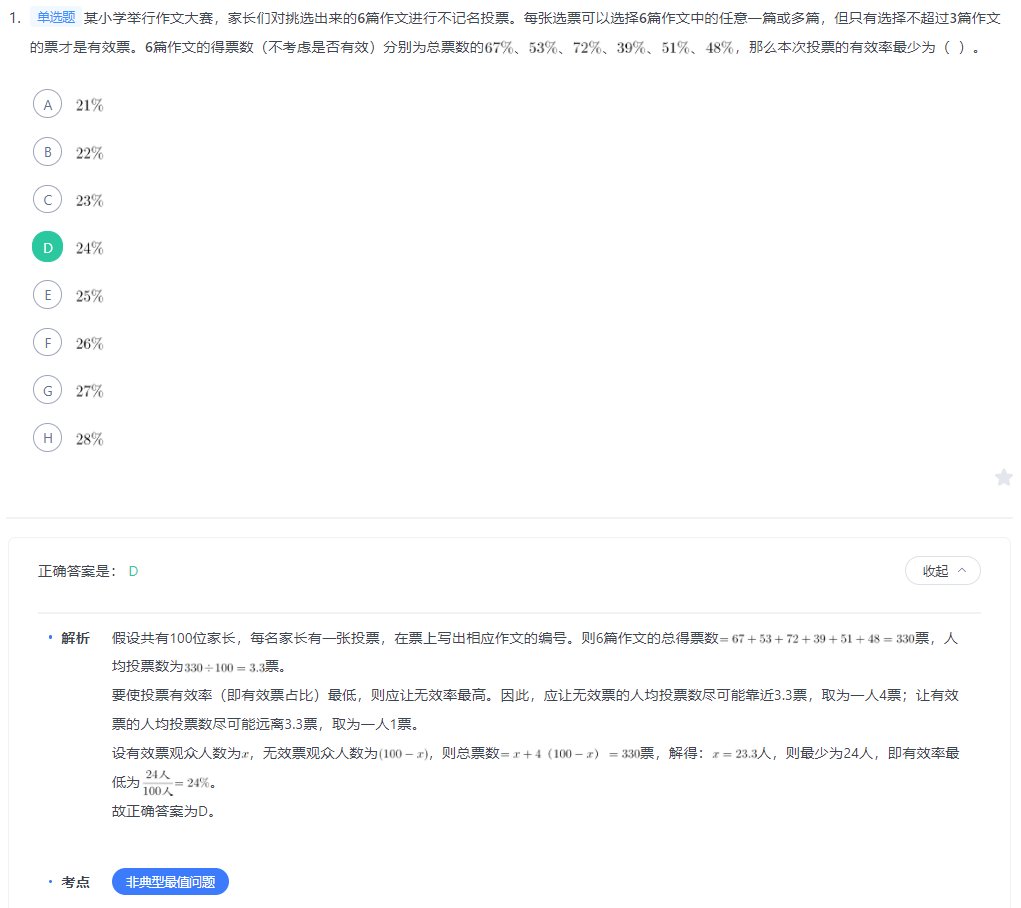 1. 单选题 某小学举行作文大赛，家长们对挑选出来的6篇作文进行不记名投票。每张选票可以选择6篇作文中的任意一篇或多篇，但只有选择不超过3篇作文
的票才是有效票。6篇作文的得票数（不考虑是否有效）分别为总票数的67%、53%、72%、39%、51%、48%，那么本次投票的有效率最少为（ ）。
A 21%
B 22%
C 23%
D 24%
E 25%
F 26%
G 27%
H 28%
正确答案是： D 收起
解析 假设共有100位家长，每名家长有一张投票，在票上写出相应作文的编号。则6篇作文的总得票数= 67 + 53 + 72 + 39 + 51 + 48 = 330票，人
均投票数为330÷100 = 3.3票。
要使投票有效率（即有效票占比）最低，则应让无效率最高。因此，应让无效票的人均投票数尽可能靠近3.3票，取为一人4票；让有效
票的人均投票数尽可能远离3.3票，取为一人1票。
设有效票观众人数为x，无效票观众人数为(100 − x)，则总票数= x + 4（100 − x） = 330票，解得：x = 23.3人，则最少为24人，即有效率最
低为24人/100人= 24%。
故正确答案为D。
考点 非典型最值问题